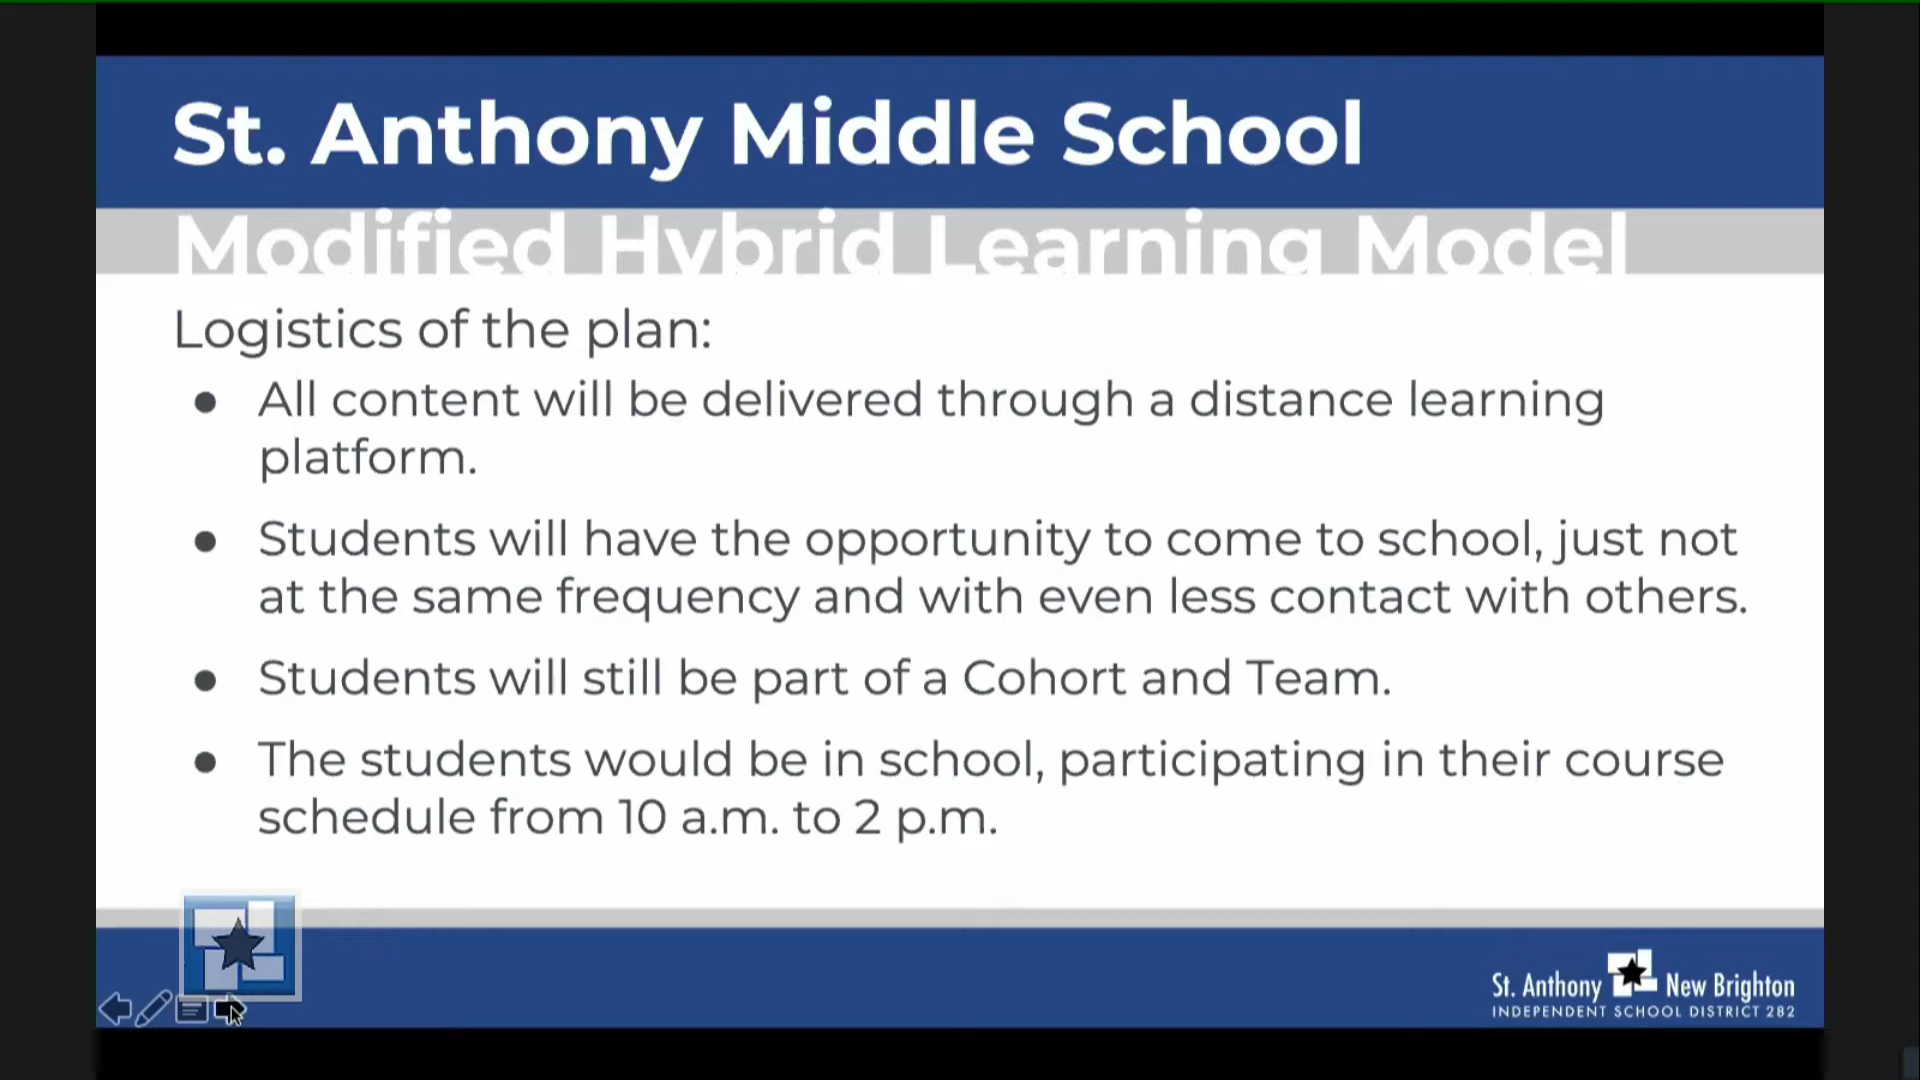 St. Anthony Middle School
Modified Hybrid Learning Model
Logistics of the plan:
● All content will be delivered through a distance learning
platform.
● Students will have the opportunity to come to school, just not
at the same frequency and with even less contact with others.
● Students will still be part of a Cohort and Team.
● The students would be in school, participating in their course
schedule from 10 a.m. to 2 p.m.
St. Anthony New Brighton
INDEPENDENT SCHOOL DISTRICT 282